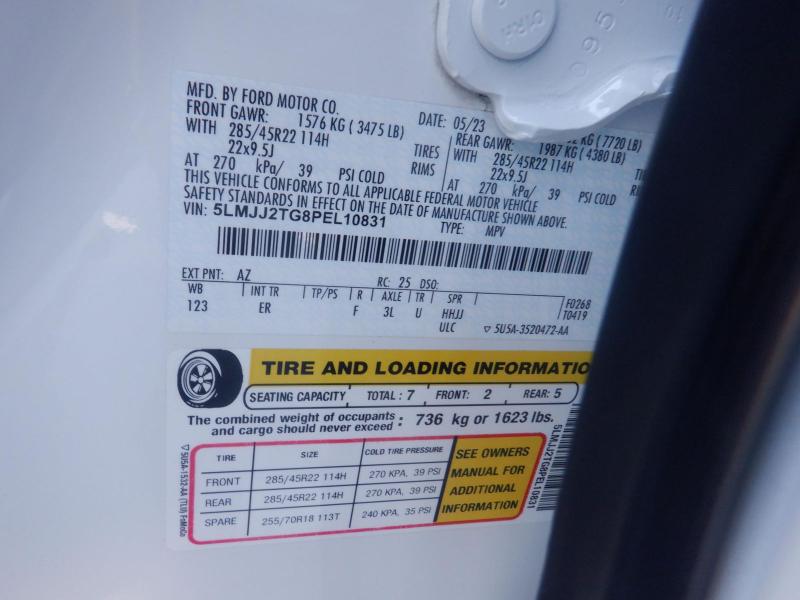 MFD. BY FORD MOTOR CO.
DATE: 05/23
FRONT GAWR: 1576 KG ( 3475 LB)
KG (7720 LB)
REAR GAWR: 1987 KG ( 4380 LB)
WITH 285/45R22 114H TIRES
WITH 285/45R22 114H
22x9.5J RIMS
22x9.5J
AT 270 kPa/ 39 PSI COLD
AT 270 kPa/ 39 PSI COLD
THIS VEHICLE CONFORMS TO ALL APPLICABLE FEDERAL MOTOR VEHICLE
SAFETY STANDARDS IN EFFECT ON THE DATE OF MANUFACTURE SHOWN ABOVE.
VIN: 5LMJJ2TG8PEL10831
TYPE: MPV
EXT PNT: AZ RC: 25 DSO:
WB INT TR TP/PS R AXLE TR SPR
F0268
123 ER F 3L U HHJJ
T0419
ULC ▽ 5U5A-3520472-AA
TIRE AND LOADING INFORMATIO
SEATING CAPACITY TOTAL : 7 FRONT: 2 REAR: 5
The combined weight of occupants
and cargo should never exceed : 736 kg or 1623 lbs.
TIRE SIZE COLD TIRE PRESSURE
FRONT 285/45R22 114H 270 KPA, 39 PSI
REAR 285/45R22 114H 270 KPA, 39 PSI
SPARE 255/70R18 113T 240 KPA, 35 PSI
SEE OWNERS
MANUAL FOR
ADDITIONAL
INFORMATION
5LMJJ2TG8PEL10831